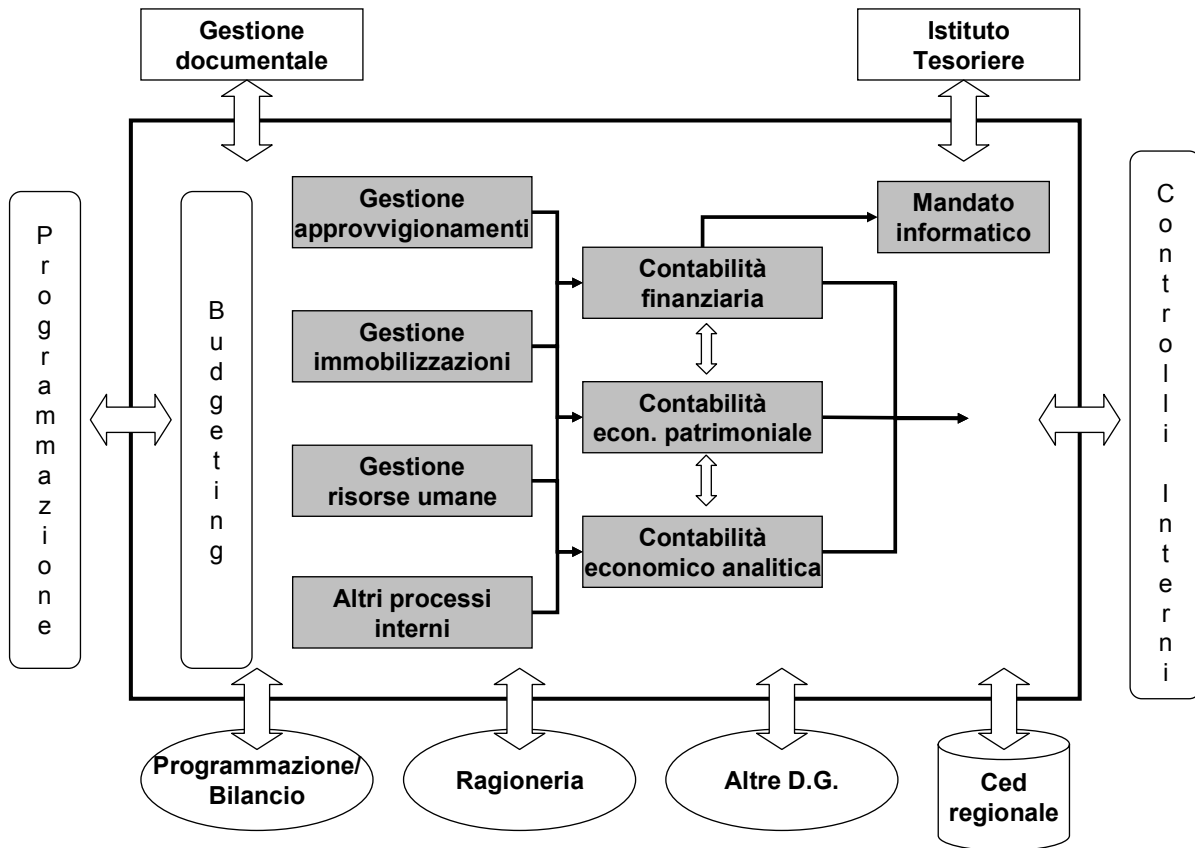 Gestione
documentale
Istituto
Tesoriere
Programmazione
Budgeting
Gestione
approvvigionamenti
Gestione
immobilizzazioni
Gestione
risorse umane
Altri processi
interni
Contabilità
finanziaria
Contabilità
econ. patrimoniale
Contabilità
economico analitica
Mandato
informatico
Controlli Interni
Programmazione/
Bilancio
Ragioneria
Altre D.G.
Ced
regionale